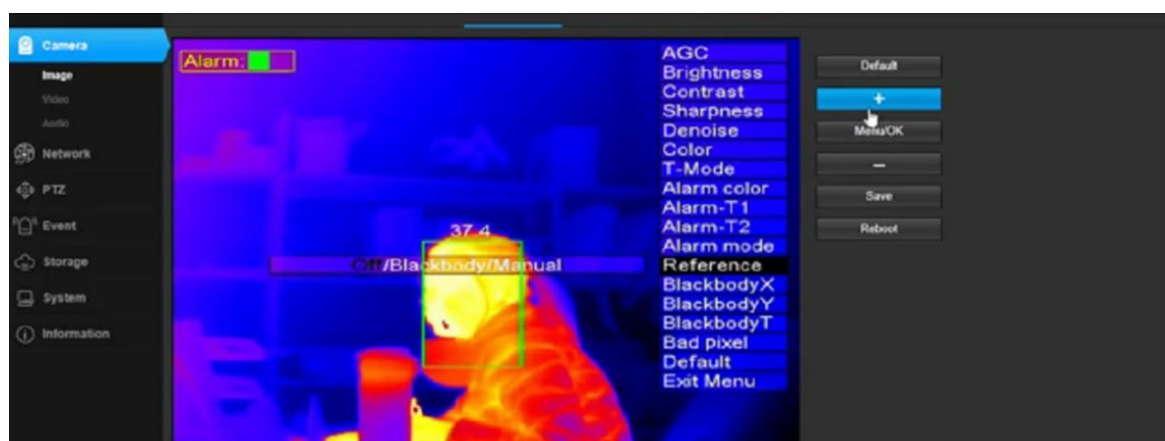 Camera
Image
Video
Audio
Network
PTZ
Event
Storage
System
Information
Alarm:
37.4
Off/Blackbody/Manual
AGC
Brightness
Contrast
Sharpness
Denoise
Color
T-Mode
Alarm color
Alarm-T1
Alarm-T2
Alarm mode
Reference
BlackbodyX
BlackbodyY
BlackbodyT
Bad pixel
Default
Exit Menu
Default
+
Menu/OK
−
Save
Reboot